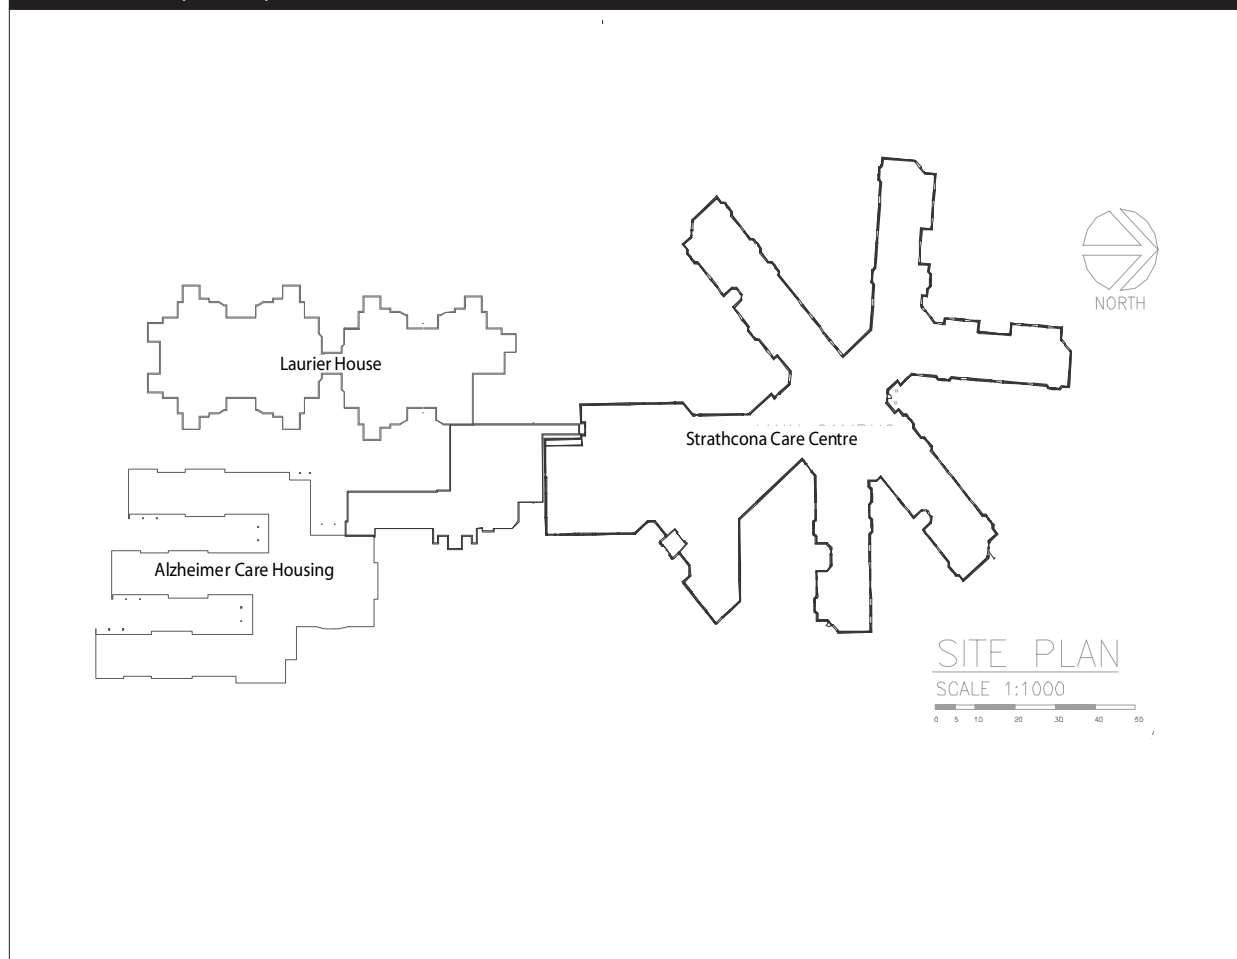 NORTH
Laurier House
Strathcona Care Centre
Alzheimer Care Housing
SITE PLAN
SCALE 1:1000
0 5 10 20 30 40 50